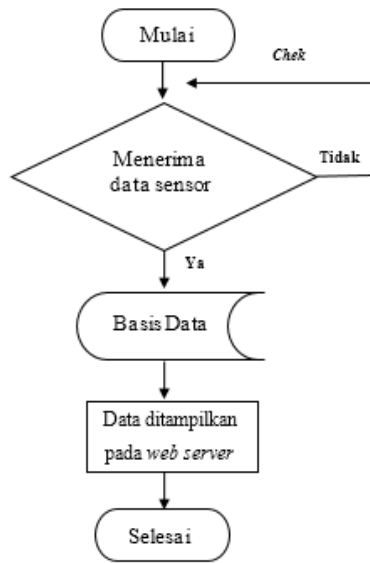 Mulai
Chek
Menerima
data sensor
Tidak
Ya
Basis Data
Data ditampilkan
pada web server
Selesai